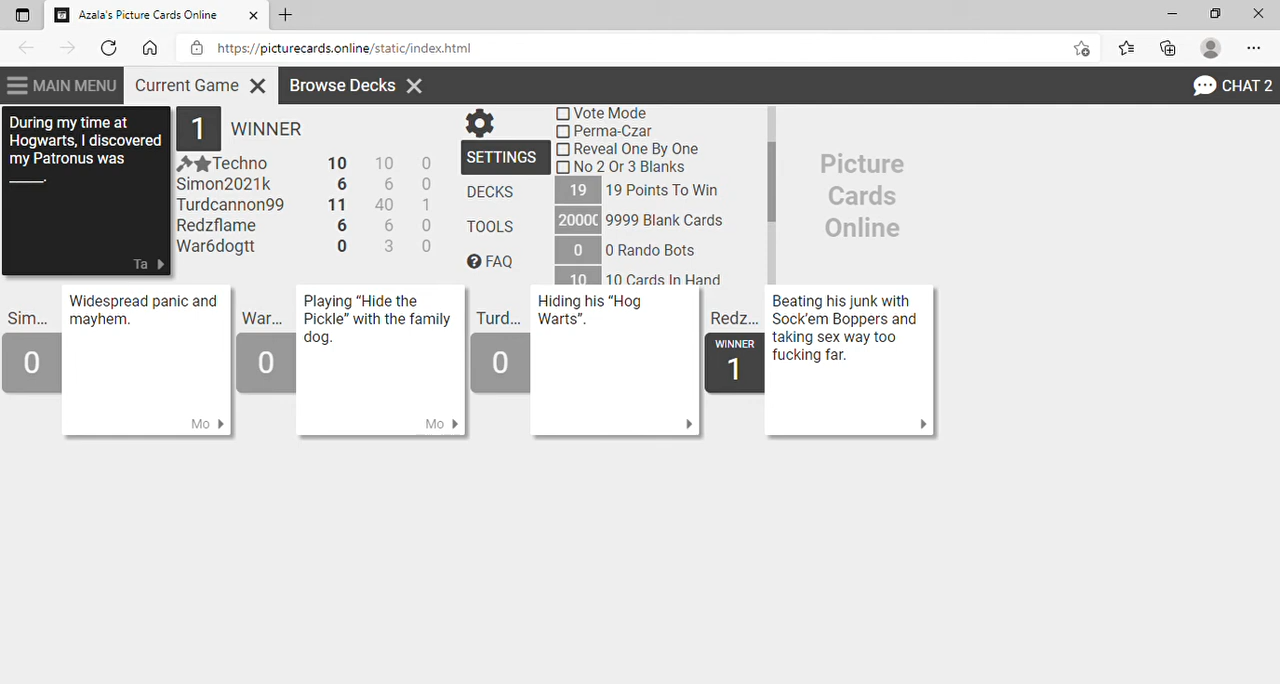 Azala's Picture Cards Online
https://picturecards.online/static/index.html
MAIN MENU
Current Game
Browse Decks
CHAT 2
During my time at
Hogwarts, I discovered
my Patronus was
____.
Ta
1 WINNER
Techno 10 10 0
Simon2021k 6 6 0
Turdcannon99 11 40 1
Redzflame 6 6 0
War6dogtt 0 3 0
SETTINGS
DECKS
TOOLS
FAQ
Vote Mode
Perma-Czar
Reveal One By One
No 2 Or 3 Blanks
19 19 Points To Win
20000 9999 Blank Cards
0 0 Rando Bots
10 10 Cards In Hand
Picture
Cards
Online
Sim...
0
Widespread panic and
mayhem.
Mo
War...
0
Playing “Hide the
Pickle” with the family
dog.
Mo
Turd...
0
Hiding his “Hog
Warts”.
Redz...
WINNER
1
Beating his junk with
Sock’em Boppers and
taking sex way too
fucking far.